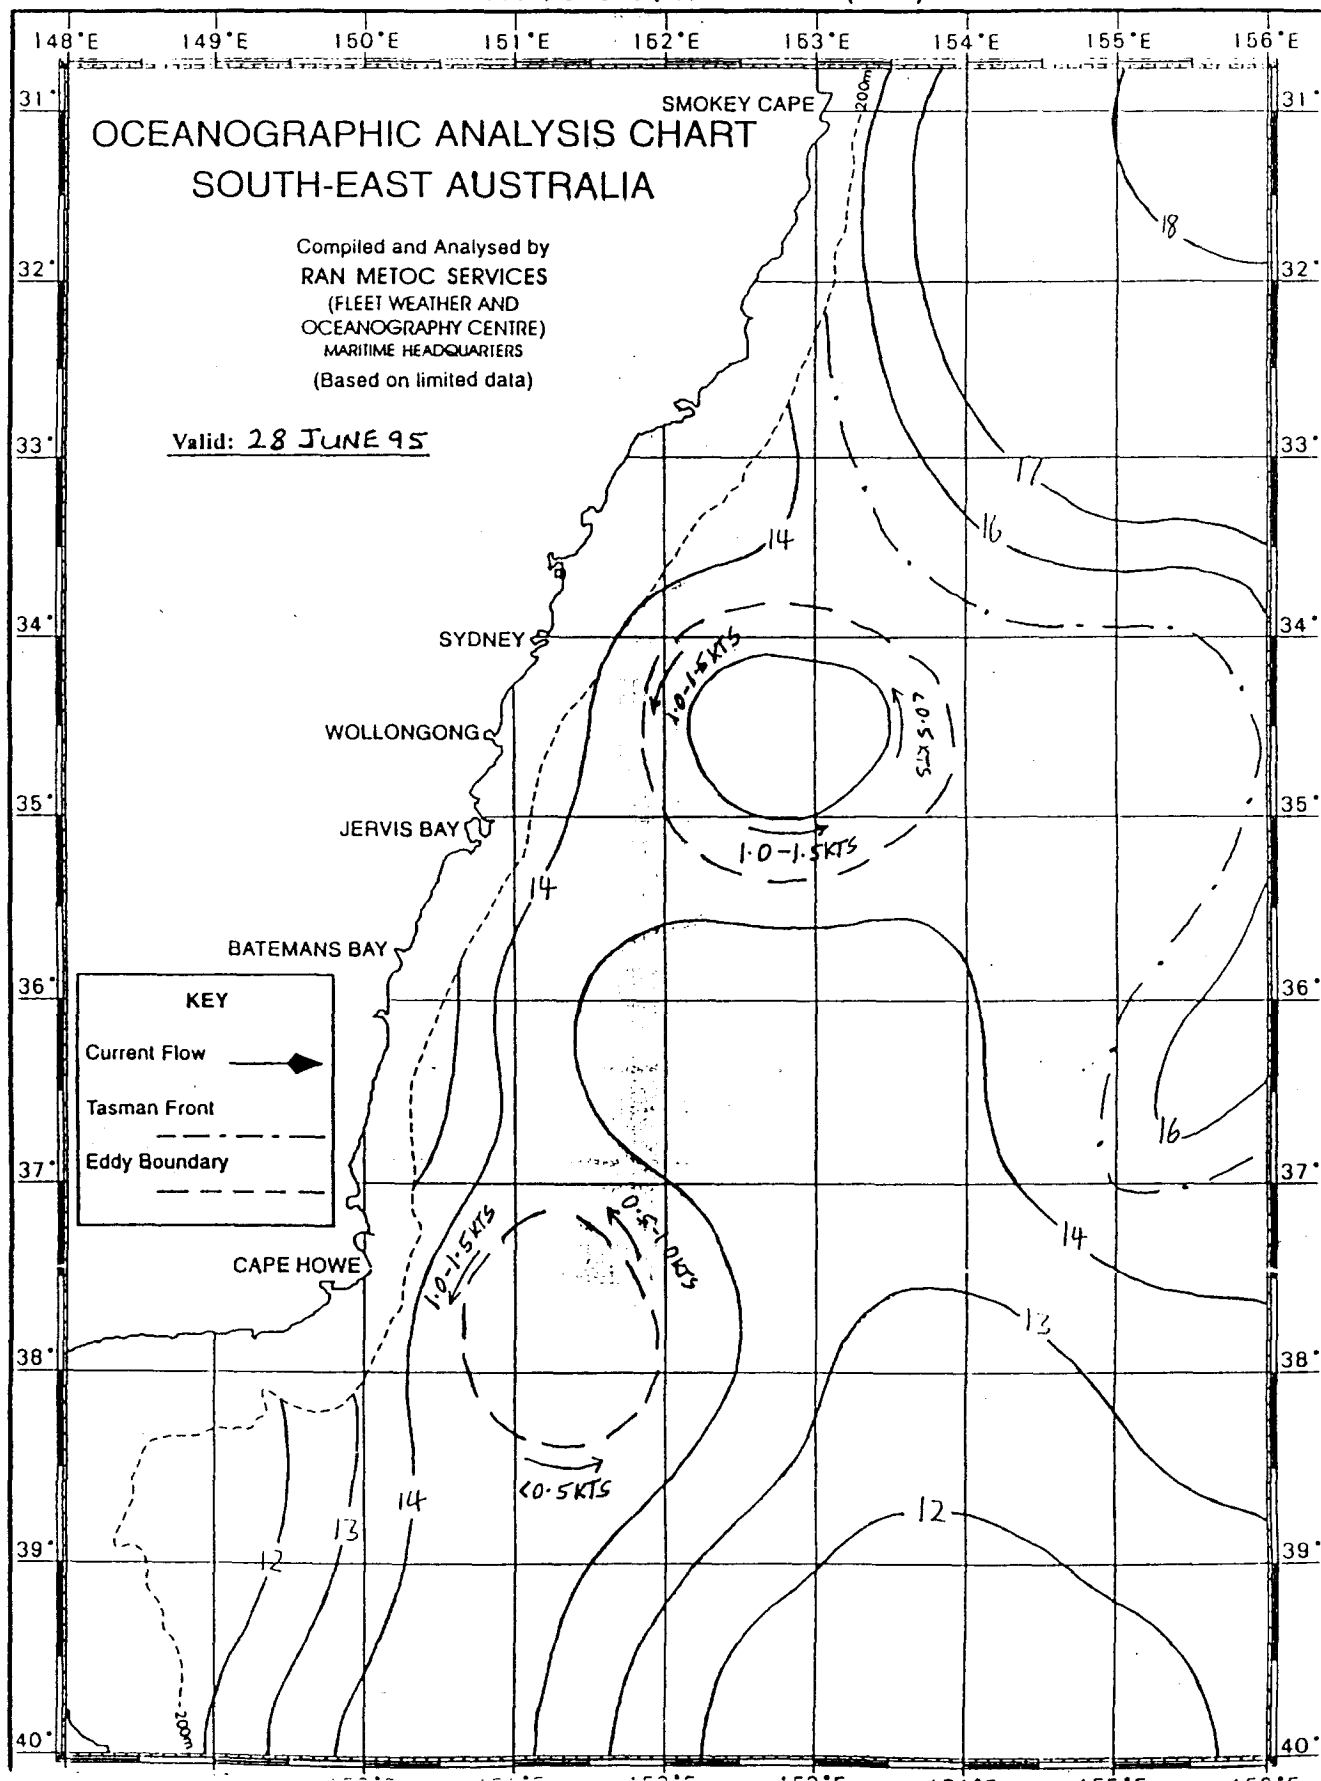 148°E 149°E 150°E 151°E 152°E 153°E 154°E 155°E 156°E
31° SMOKEY CAPE 200m 31°
OCEANOGRAPHIC ANALYSIS CHART
SOUTH-EAST AUSTRALIA
18
Compiled and Analysed by
RAN METOC SERVICES
32° 32°
(FLEET WEATHER AND
OCEANOGRAPHY CENTRE)
MARITIME HEADQUARTERS
(Based on limited data)
Valid: 28 JUNE 95
33° 33°
17
16
14
34° SYDNEY 34°
1.0-1.5KTS
<0.5KTS
WOLLONGONG
35° 35°
JERVIS BAY
1.0-1.5KTS
14
BATEMANS BAY
36° 36°
KEY
Current Flow
Tasman Front
Eddy Boundary
16
37° 37°
0.5-1.0KTS
1.0-1.5KTS
14
CAPE HOWE
13
38° 38°
<0.5KTS
14
12
13
12
39° 39°
200m
40° 40°